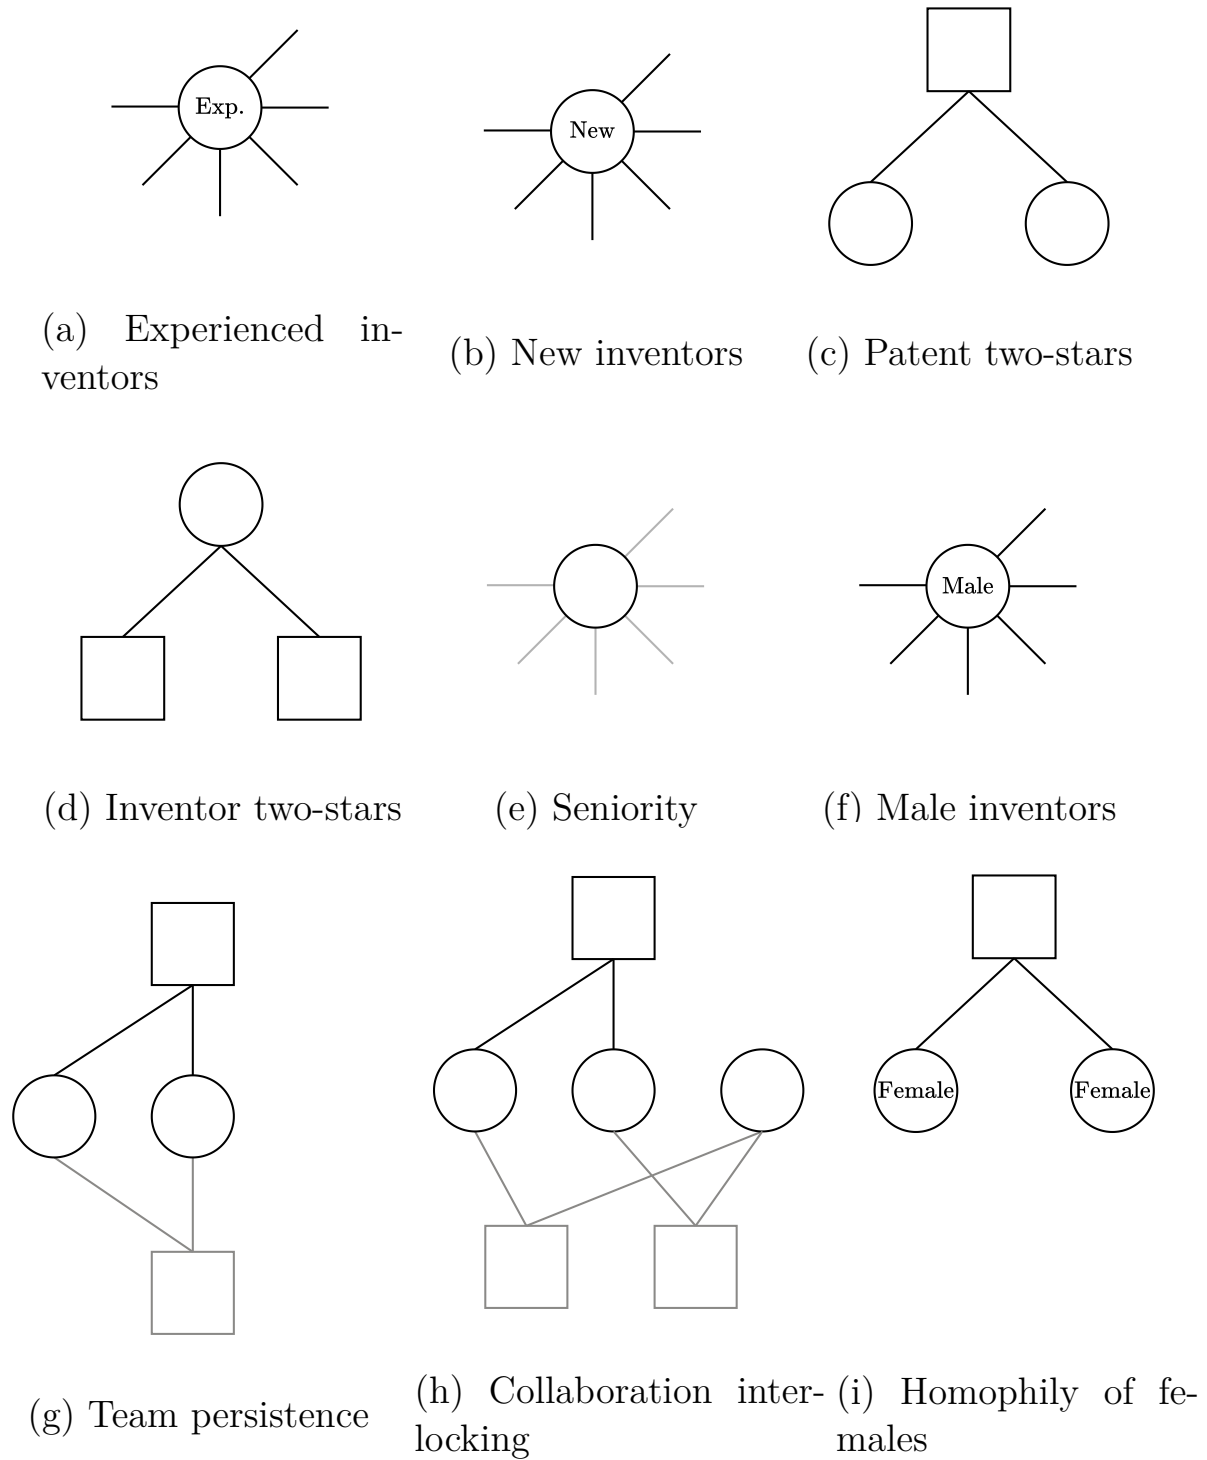 Exp.
New
(a) Experienced in-
ventors
(b) New inventors
(c) Patent two-stars
Male
(d) Inventor two-stars
(e) Seniority
(f) Male inventors
Female
Female
(g) Team persistence
(h) Collaboration inter-
locking
(i) Homophily of fe-
males